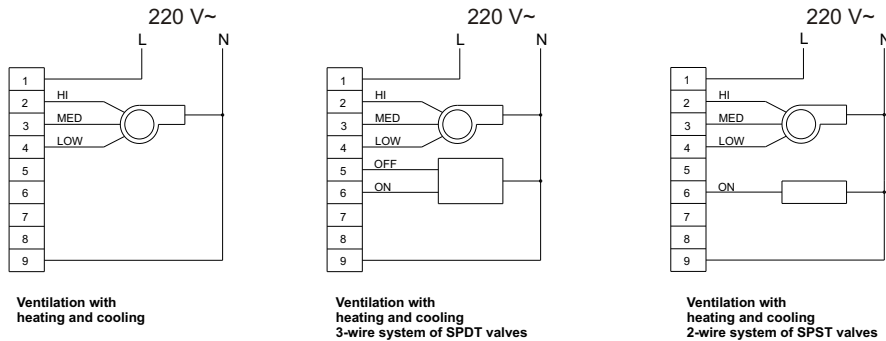 220 V~
L N
1
2 HI
3 MED
4 LOW
5
6
7
8
9
Ventilation with
heating and cooling
220 V~
L N
1
2 HI
3 MED
4 LOW
5 OFF
6 ON
7
8
9
Ventilation with
heating and cooling
3-wire system of SPDT valves
220 V~
L N
1
2 HI
3 MED
4 LOW
5
6 ON
7
8
9
Ventilation with
heating and cooling
2-wire system of SPST valves